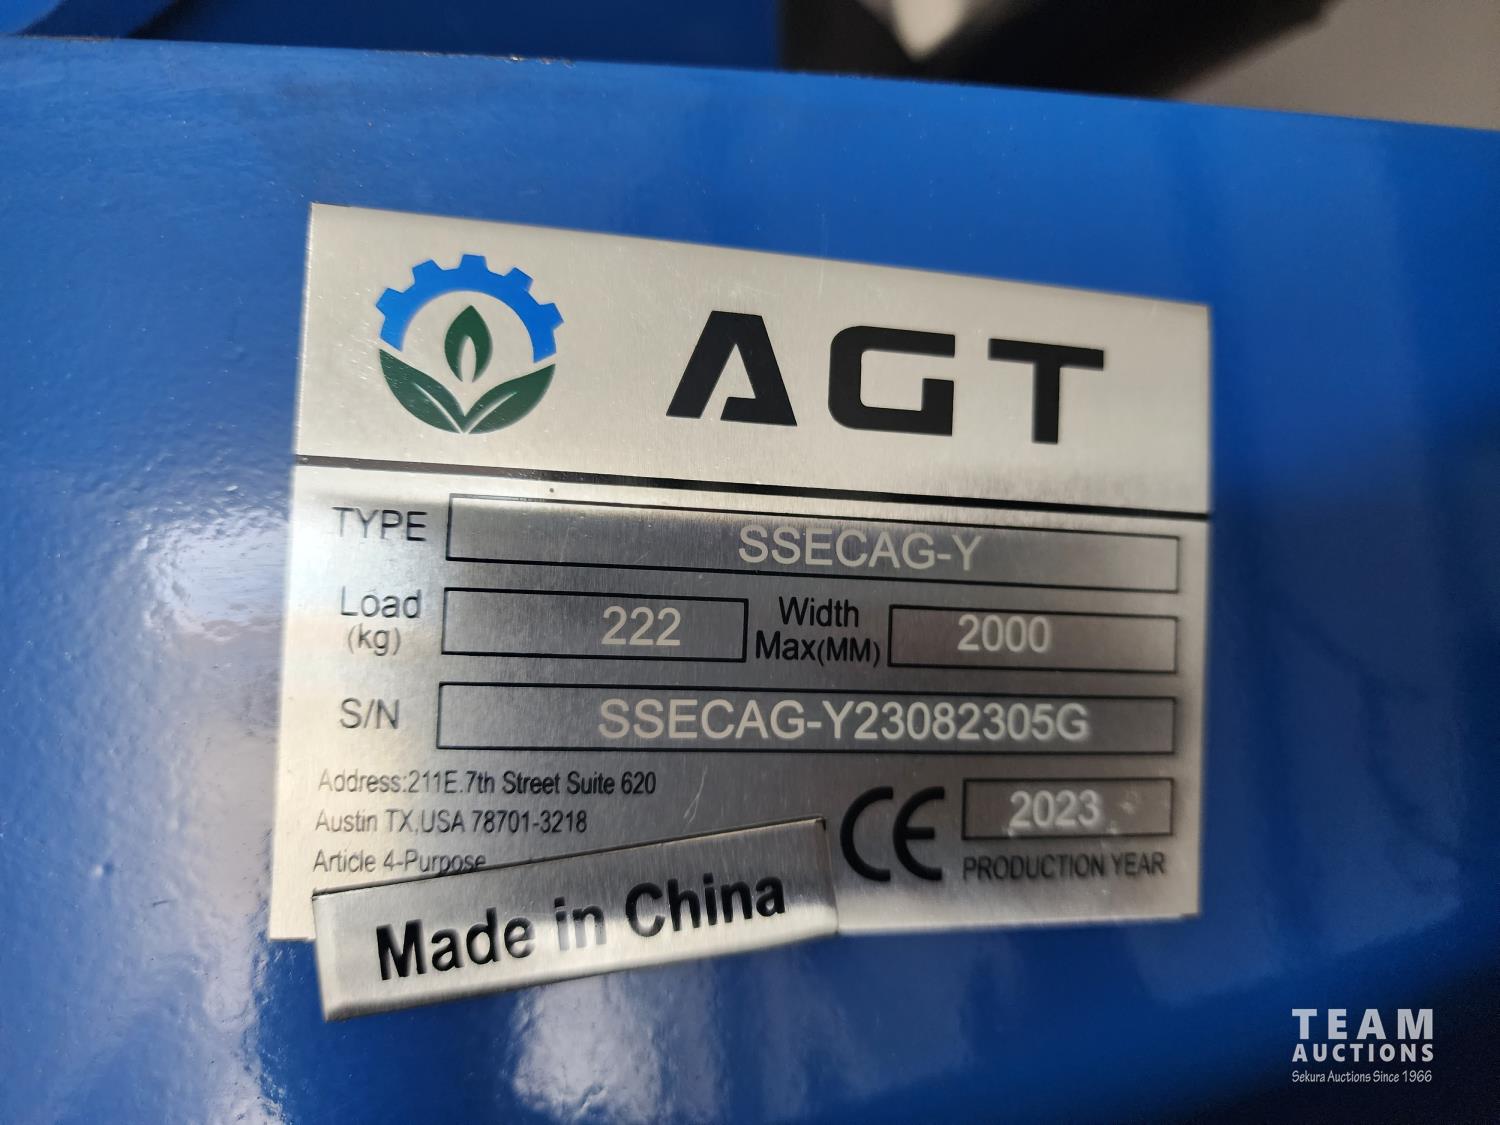 AGT
TYPE SSECAG-Y
Load (kg) 222 Width Max(MM) 2000
S/N SSECAG-Y23082305G
Address:211E.7th Street Suite 620
Austin TX,USA 78701-3218
Article 4-Purpose
CE 2023
PRODUCTION YEAR
Made in China
TEAM
AUCTIONS
Sekura Auctions Since 1966